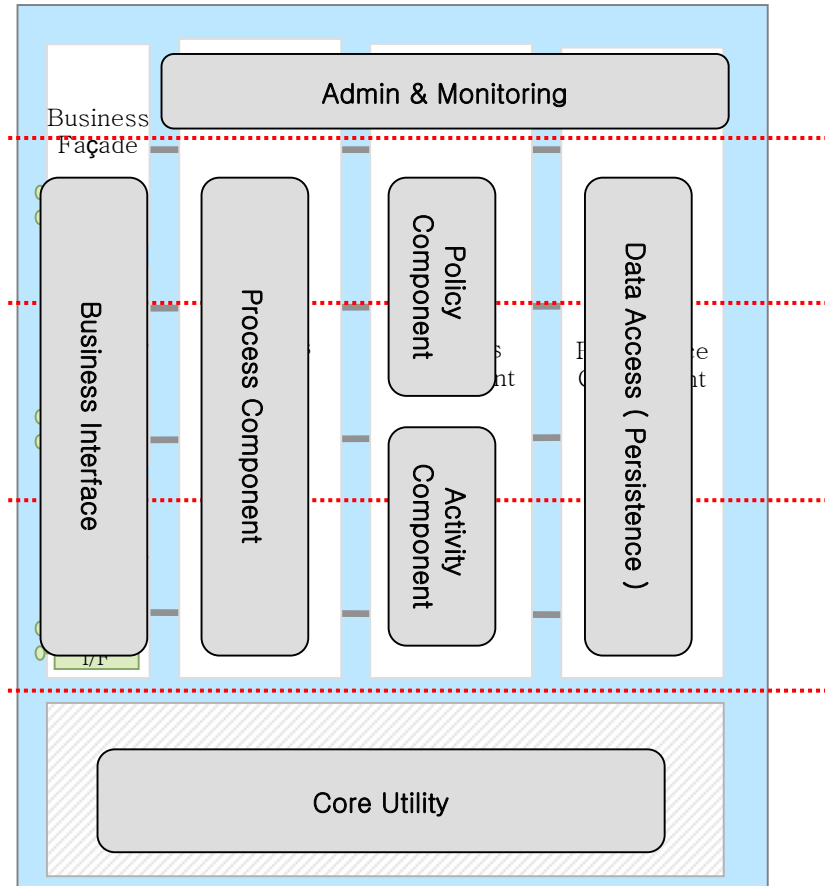 Admin & Monitoring
Business
Façade
Business Interface
Process Component
Policy
Component
Activity
Component
Data Access ( Persistence )
I/F
Core Utility